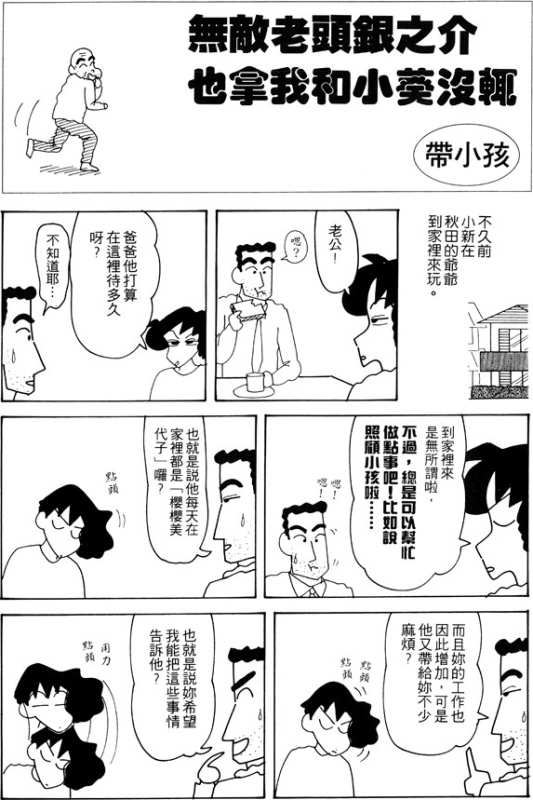 無敵老頭銀之介
也拿我和小葵沒輒
帶小孩
不久前
小新在
秋田的爺爺
到家裡來玩。
老公!
嗯?
爸爸他打算
在這裡待多久
呀?
不知道耶…
到家裡來
是無所謂啦,
不過,總是可以幫忙
做點事吧!比如說
照顧小孩啦……
嗯!
嗯!
也就是說他每天在
家裡都是「櫻櫻美
代子」囉?
點頭
而且妳的工作也
因此增加,可是
他又帶給妳不少
麻煩?
點頭
點頭
也就是說妳希望
我能把這些事情
告訴他?
用力
點頭